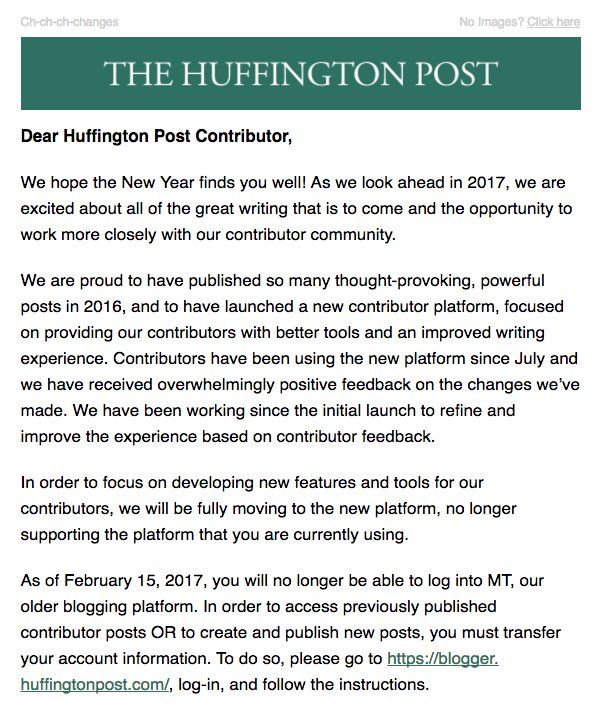 Ch-ch-ch-changes
No Images? Click here
THE HUFFINGTON POST
Dear Huffington Post Contributor,
We hope the New Year finds you well! As we look ahead in 2017, we are
excited about all of the great writing that is to come and the opportunity to
work more closely with our contributor community.
We are proud to have published so many thought-provoking, powerful
posts in 2016, and to have launched a new contributor platform, focused
on providing our contributors with better tools and an improved writing
experience. Contributors have been using the new platform since July and
we have received overwhelmingly positive feedback on the changes we’ve
made. We have been working since the initial launch to refine and
improve the experience based on contributor feedback.
In order to focus on developing new features and tools for our
contributors, we will be fully moving to the new platform, no longer
supporting the platform that you are currently using.
As of February 15, 2017, you will no longer be able to log into MT, our
older blogging platform. In order to access previously published
contributor posts OR to create and publish new posts, you must transfer
your account information. To do so, please go to https://blogger.
huffingtonpost.com/, log-in, and follow the instructions.